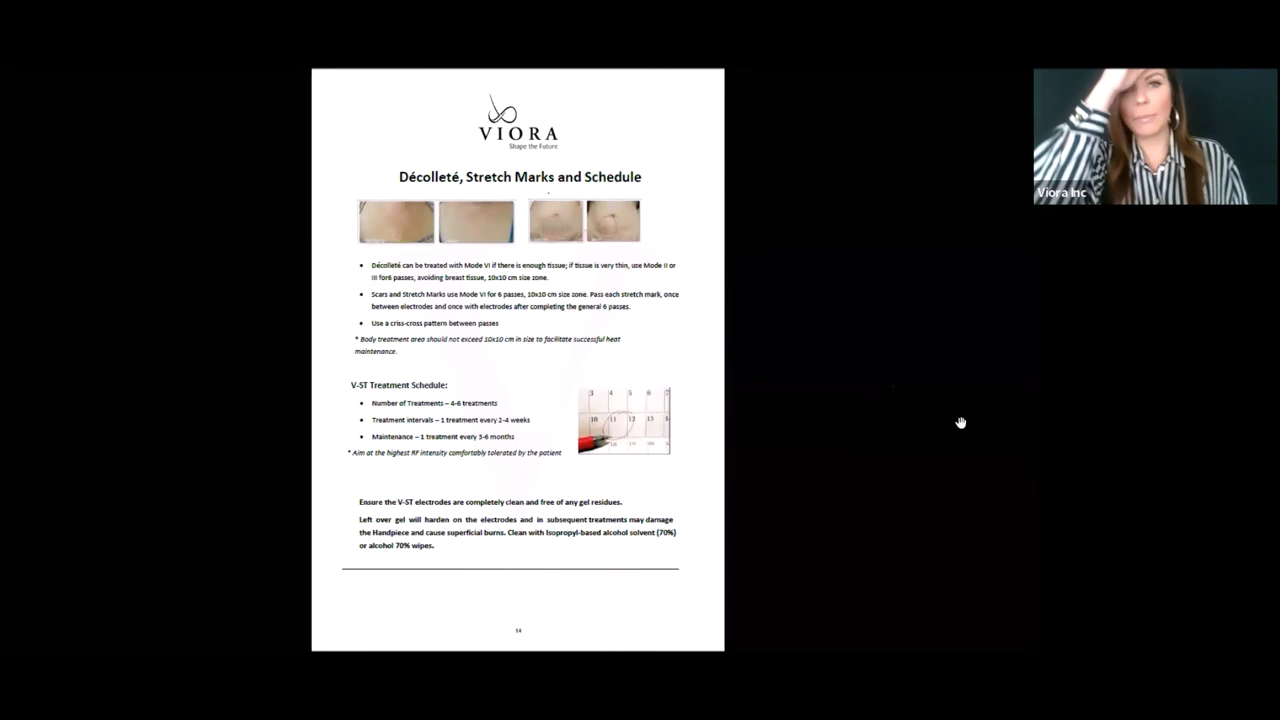 VIORA
Shape the Future
Viora Inc
Décolleté, Stretch Marks and Schedule
• Décolleté can be treated with Mode VI if there is enough tissue; if tissue is very thin, use Mode II or
III for6 passes, avoiding breast tissue, 10x10 cm size zone.
• Scars and Stretch Marks use Mode VI for 6 passes, 10x10 cm size zone. Pass each stretch mark, once
between electrodes and once with electrodes after completing the general 6 passes.
• Use a criss-cross pattern between passes
* Body treatment area should not exceed 10x10 cm in size to facilitate successful heat
maintenance.
V-ST Treatment Schedule:
• Number of Treatments – 4-6 treatments
• Treatment intervals – 1 treatment every 2-4 weeks
• Maintenance – 1 treatment every 3-6 months
* Aim at the highest RF intensity comfortably tolerated by the patient
3 4 5 6 7
10 11 12 13
Ensure the V-ST electrodes are completely clean and free of any gel residues.
Left over gel will harden on the electrodes and in subsequent treatments may damage
the Handpiece and cause superficial burns. Clean with Isopropyl-based alcohol solvent (70%)
or alcohol 70% wipes.
14